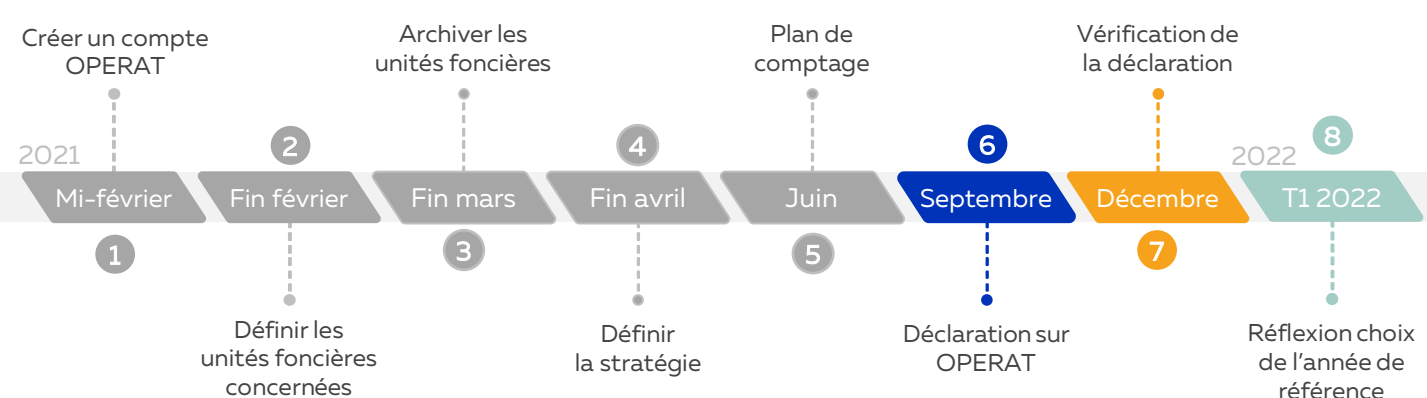 Créer un compte
OPERAT
Archiver les
unités foncières
Plan de
comptage
Vérification de
la déclaration
2021
2
4
6
2022
8
Mi-février
Fin février
Fin mars
Fin avril
Juin
Septembre
Décembre
T1 2022
1
3
5
7
Définir les
unités foncières
concernées
Définir
la stratégie
Déclaration sur
OPERAT
Réflexion choix
de l'année de
référence